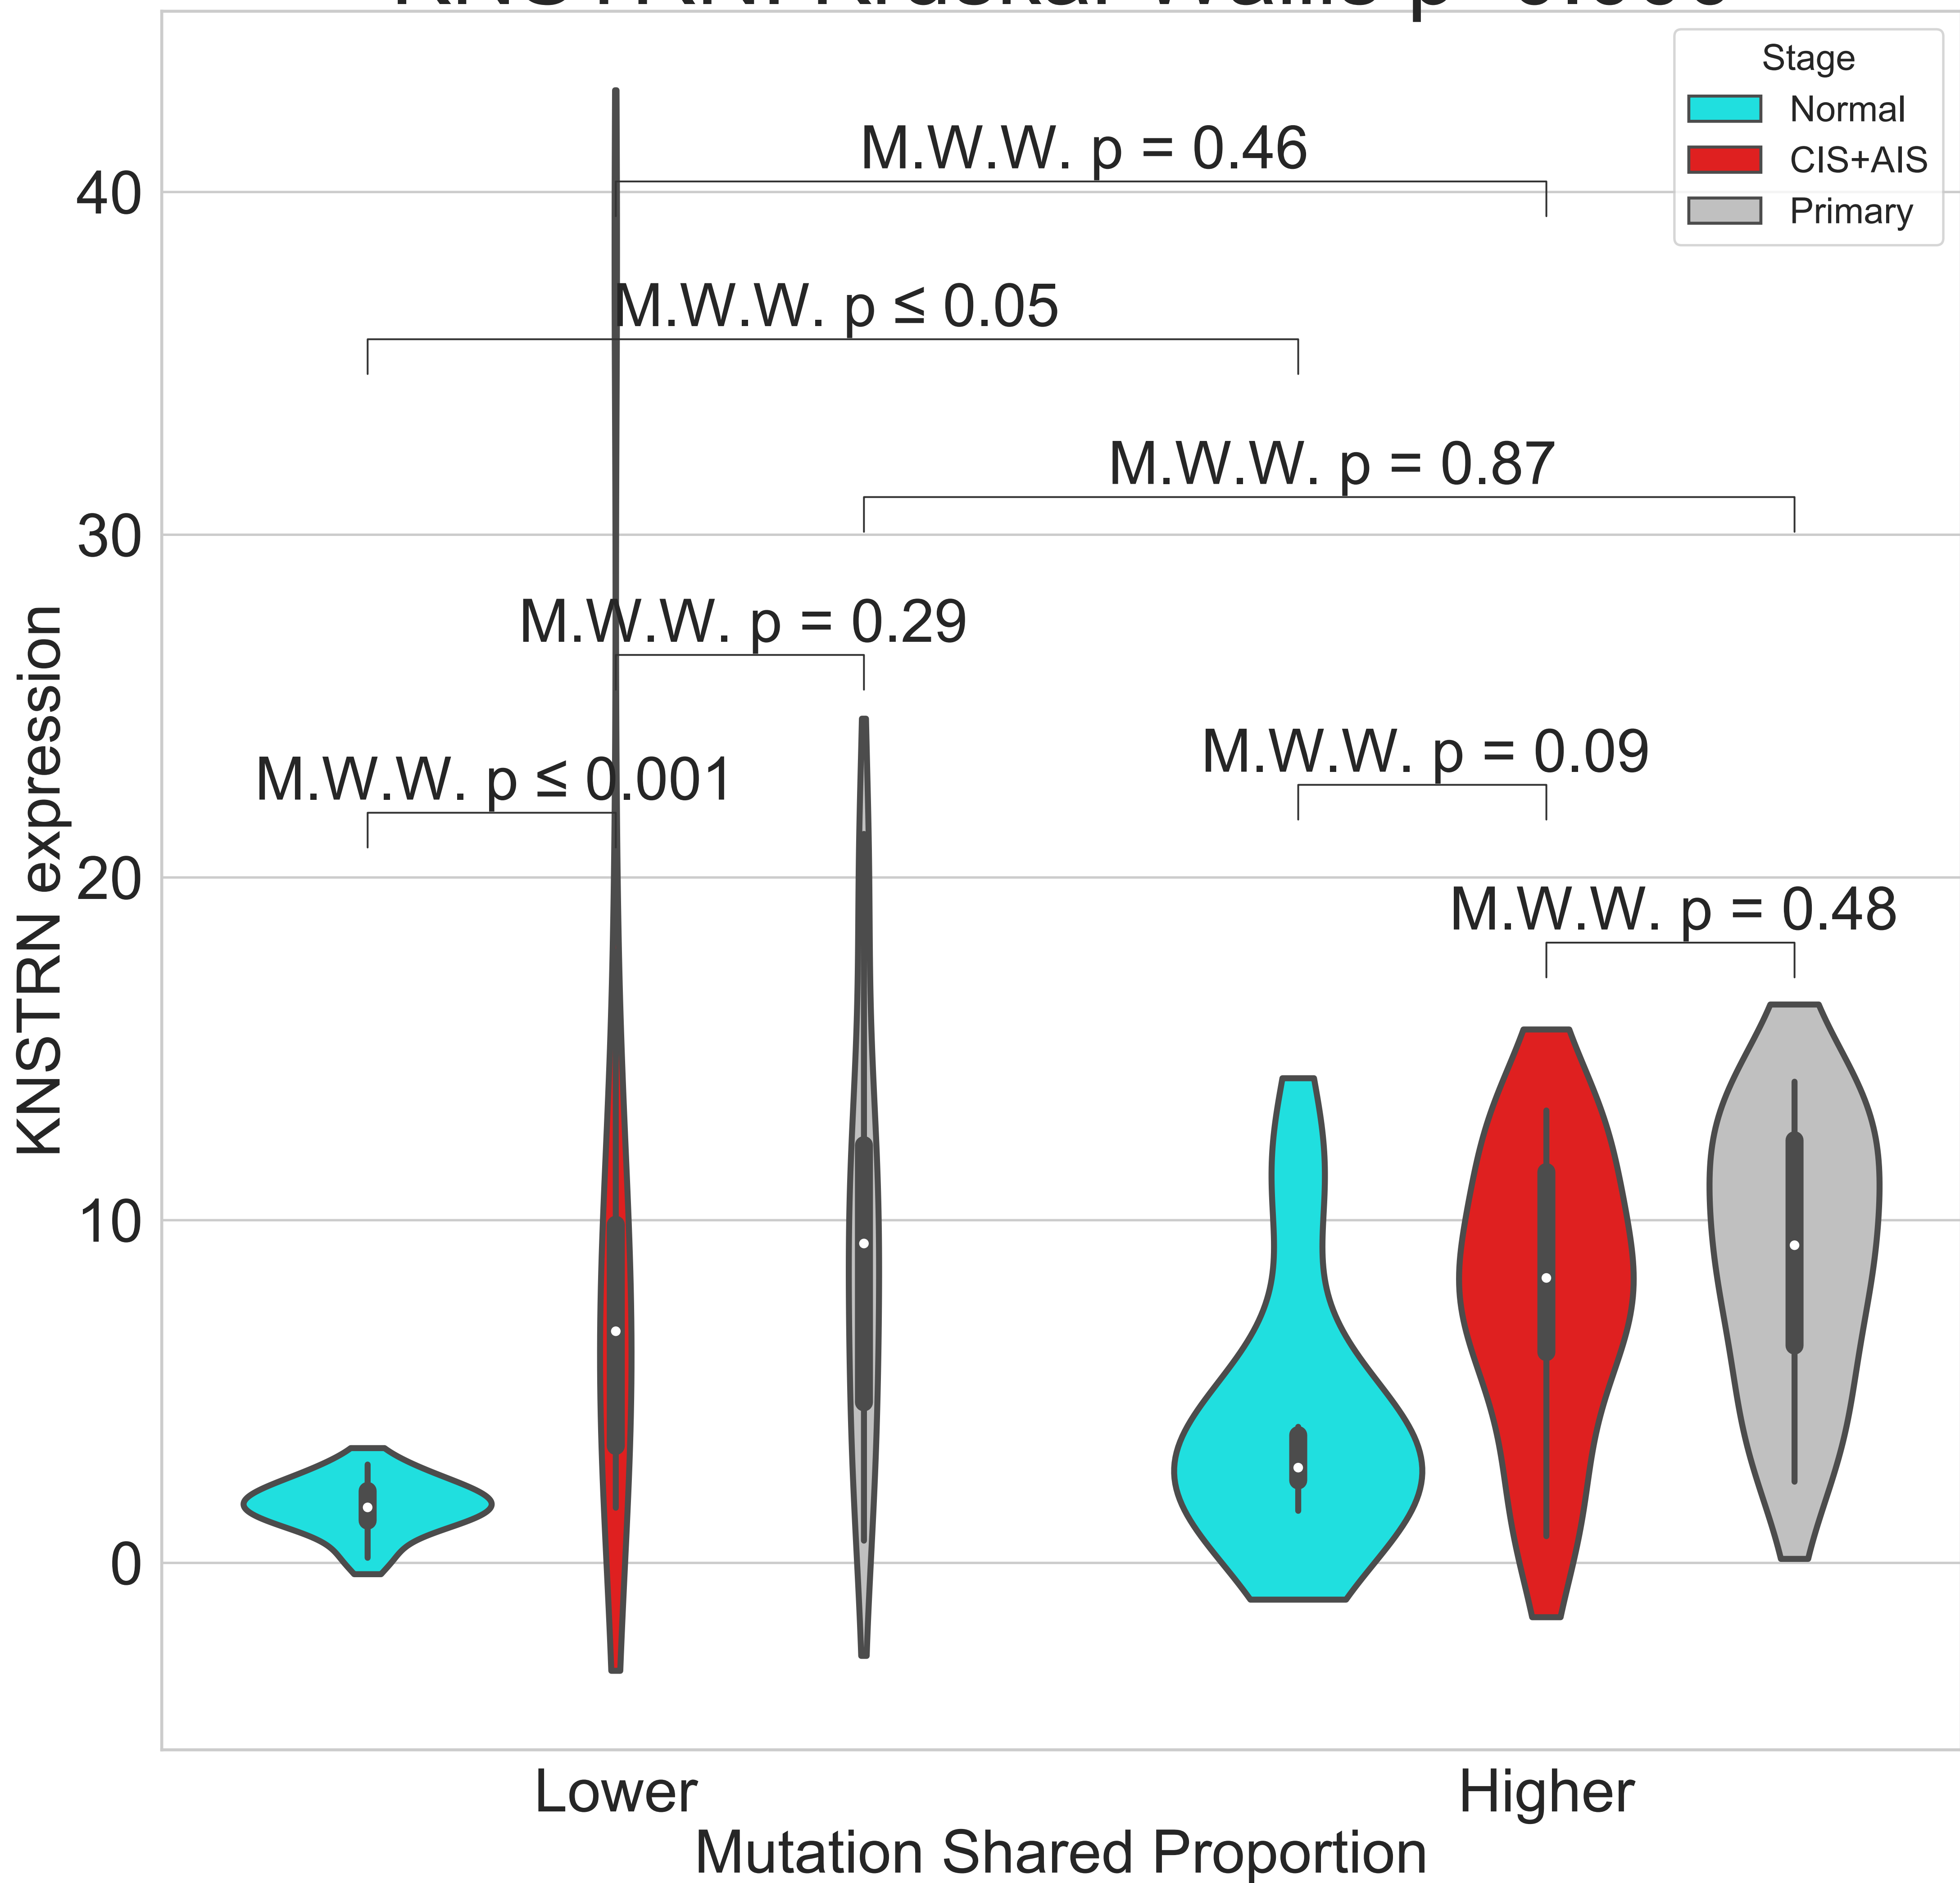 Stage
Normal
CIS+AIS
Primary
M.W.W. p = 0.46
M.W.W. p ≤ 0.05
M.W.W. p = 0.87
M.W.W. p = 0.29
M.W.W. p ≤ 0.001
M.W.W. p = 0.09
M.W.W. p = 0.48
40
30
20
10
0
KNSTRN expression
Lower
Higher
Mutation Shared Proportion